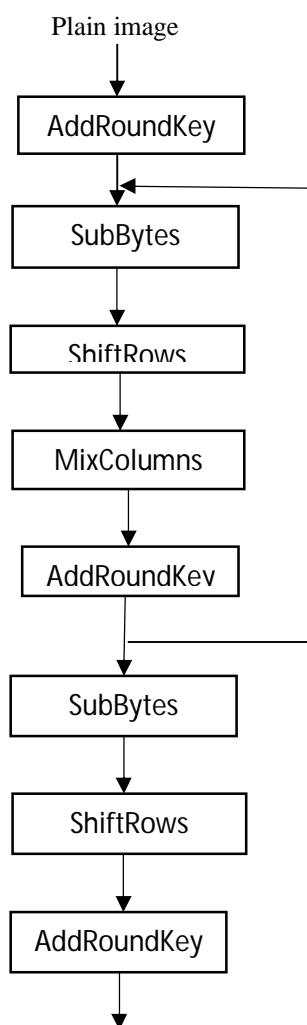 Plain image
AddRoundKey
SubBytes
ShiftRows
MixColumns
AddRoundKey
SubBytes
ShiftRows
AddRoundKey